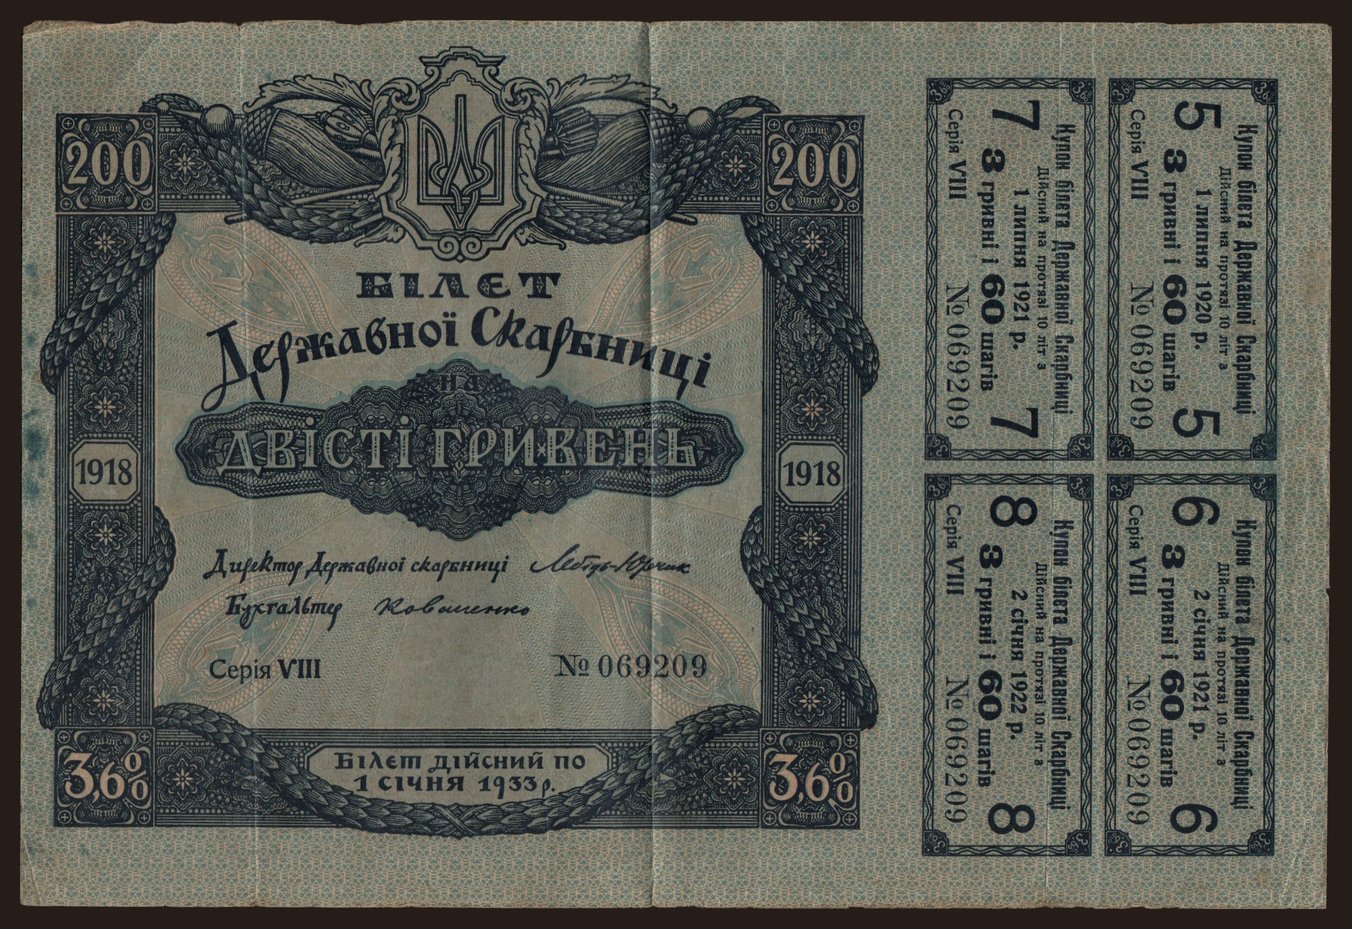 200
200
БІЛЕТ
Державної Скарбниці
НА
ДВІСТІ ГРИВЕНЬ
1918
1918
Директор Державної скарбниці Лебідь-Юрчик
Бухгалтер
Серія VIII
№ 069209
3,6%
3,6%
Білет дійсний по
1 січня 1933 р.
Купон білета Державної Скарбниці
Дійсний на протязі 10 літ з
7 1 липня 1921 р. 7
3 гривні і 60 шагів
Серія VIII № 069209
Купон білета Державної Скарбниці
Дійсний на протязі 10 літ з
5 1 липня 1920 р. 5
3 гривні і 60 шагів
Серія VIII № 069209
Купон білета Державної Скарбниці
Дійсний на протязі 10 літ з
8 2 січня 1922 р. 8
3 гривні і 60 шагів
Серія VIII № 069209
Купон білета Державної Скарбниці
Дійсний на протязі 10 літ з
6 2 січня 1921 р. 6
3 гривні і 60 шагів
Серія VIII № 069209